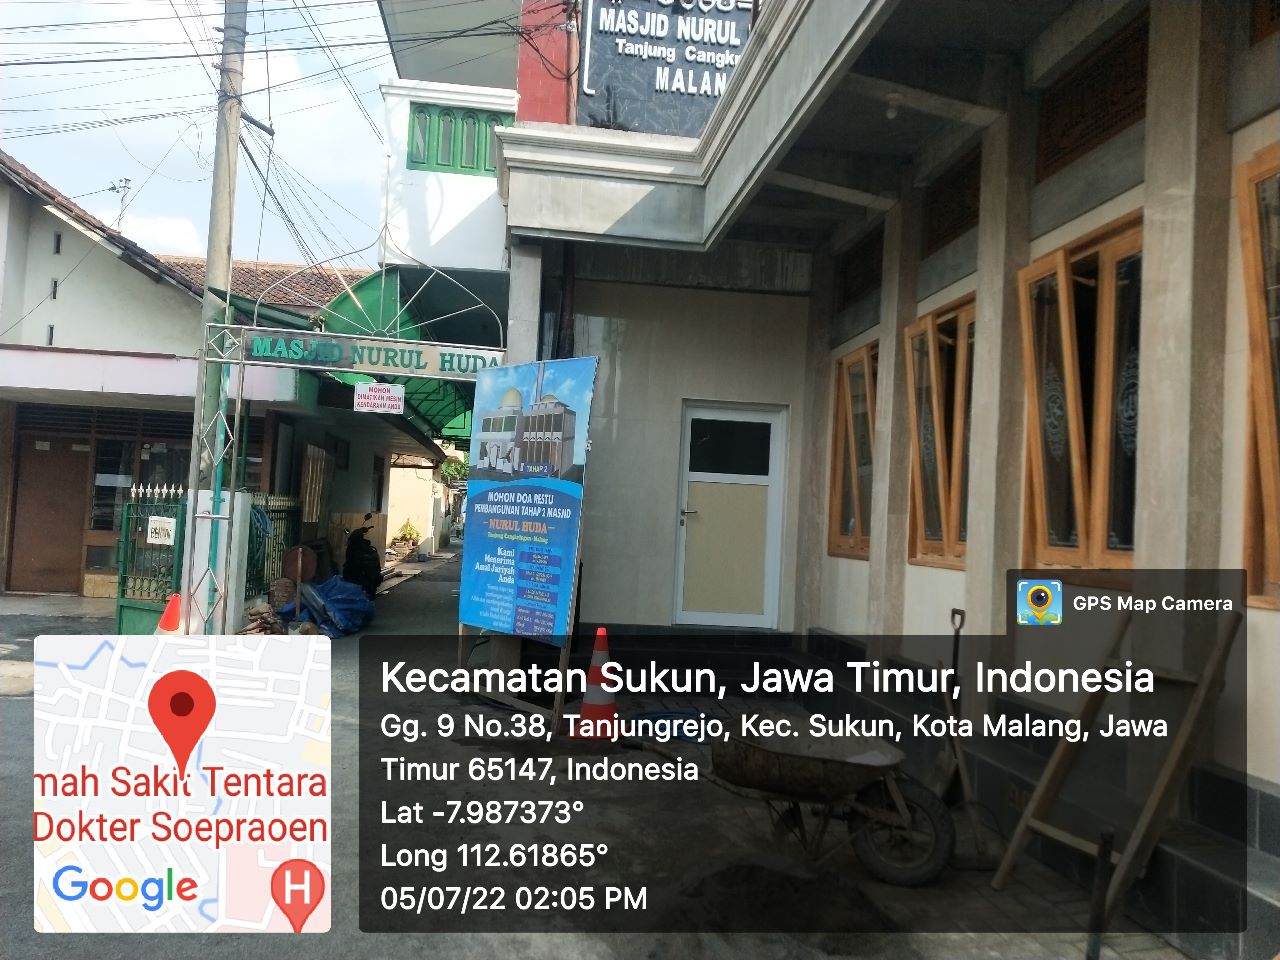 MASJID NURUL
Tanjung
MALAN
MASJID NURUL HUDA
MOHON
DIMATIKAN MESIN
KENDARAAN ANDA
TAHAP 2
MOHON DOA RESTU
PEMBANGUNAN TAHAP 2 MASJID
- NURUL HUDA -
Kami
Menerima
Amal Jariyah
Anda
GPS Map Camera
Kecamatan Sukun, Jawa Timur, Indonesia
Gg. 9 No.38, Tanjungrejo, Kec. Sukun, Kota Malang, Jawa
Timur 65147, Indonesia
Lat -7.987373°
Long 112.61865°
05/07/22 02:05 PM
mah Sakit Tentara
Dokter Soepraoen
Google
H